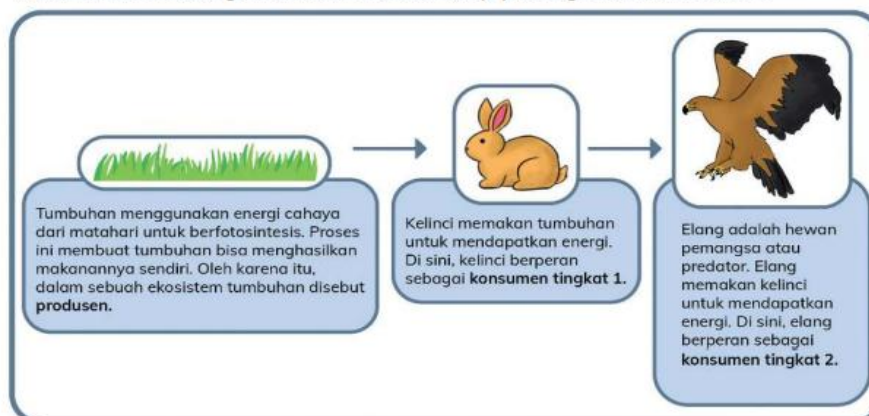 Tumbuhan menggunakan energi cahaya
dari matahari untuk berfotosintesis. Proses
ini membuat tumbuhan bisa menghasilkan
makanannya sendiri. Oleh karena itu,
dalam sebuah ekosistem tumbuhan disebut
produsen.
Kelinci memakan tumbuhan
untuk mendapatkan energi.
Di sini, kelinci berperan
sebagai konsumen tingkat 1.
Elang adalah hewan
pemangsa atau
predator. Elang
memakan kelinci
untuk mendapatkan
energi. Di sini, elang
berperan sebagai
konsumen tingkat 2.